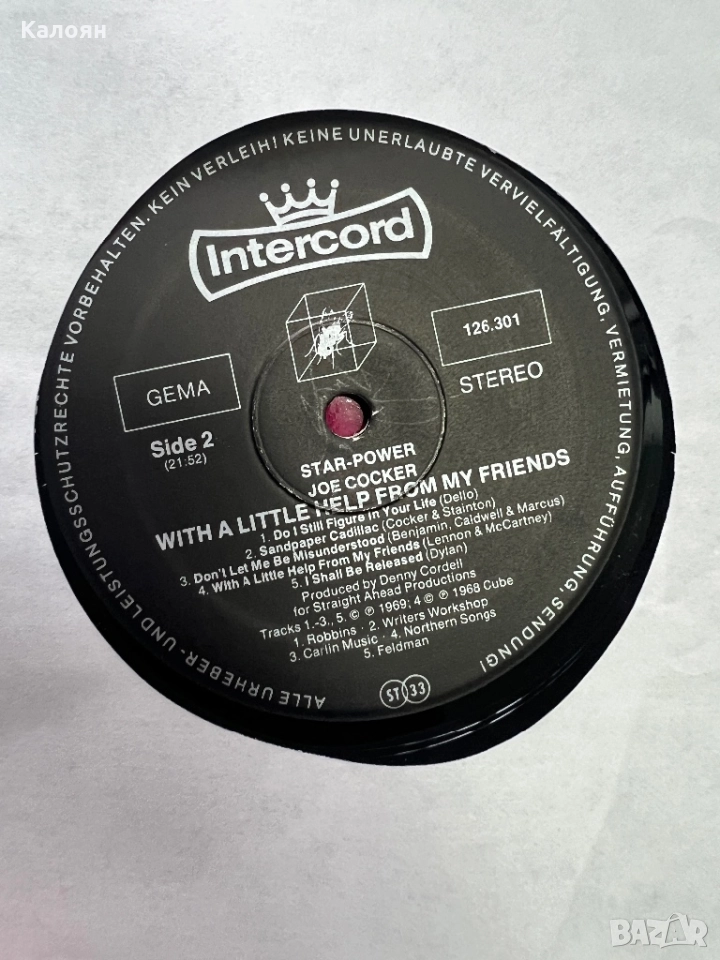 Калоян
ALLE URHEBER- UND LEISTUNGSSCHUTZRECHTE VORBEHALTEN. KEIN VERLEIH! KEINE UNERLAUBTE VERVIELFÄLTIGUNG, VERMIETUNG, AUFFÜHRUNG, SENDUNG!
Intercord
126.301
GEMA
STEREO
Side 2
(21:52)
STAR-POWER
JOE COCKER
WITH A LITTLE HELP FROM MY FRIENDS
1. Do I Still Figure in Your Life (Dello)
2. Sandpaper Cadillac (Cocker & Stainton)
3. Don't Let Me Be Misunderstood (Benjamin, Caldwell & Marcus)
4. With A Little Help From My Friends (Lennon & McCartney)
5. I Shall Be Released (Dylan)
Produced by Denny Cordell
for Straight Ahead Productions
Tracks 1.-3., 5. © ℗ 1969; 4 © ℗ 1968 Cube
1. Robbins · 2. Writers Workshop
3. Carlin Music · 4. Northern Songs
5. Feldman
ST 33
BAZAR